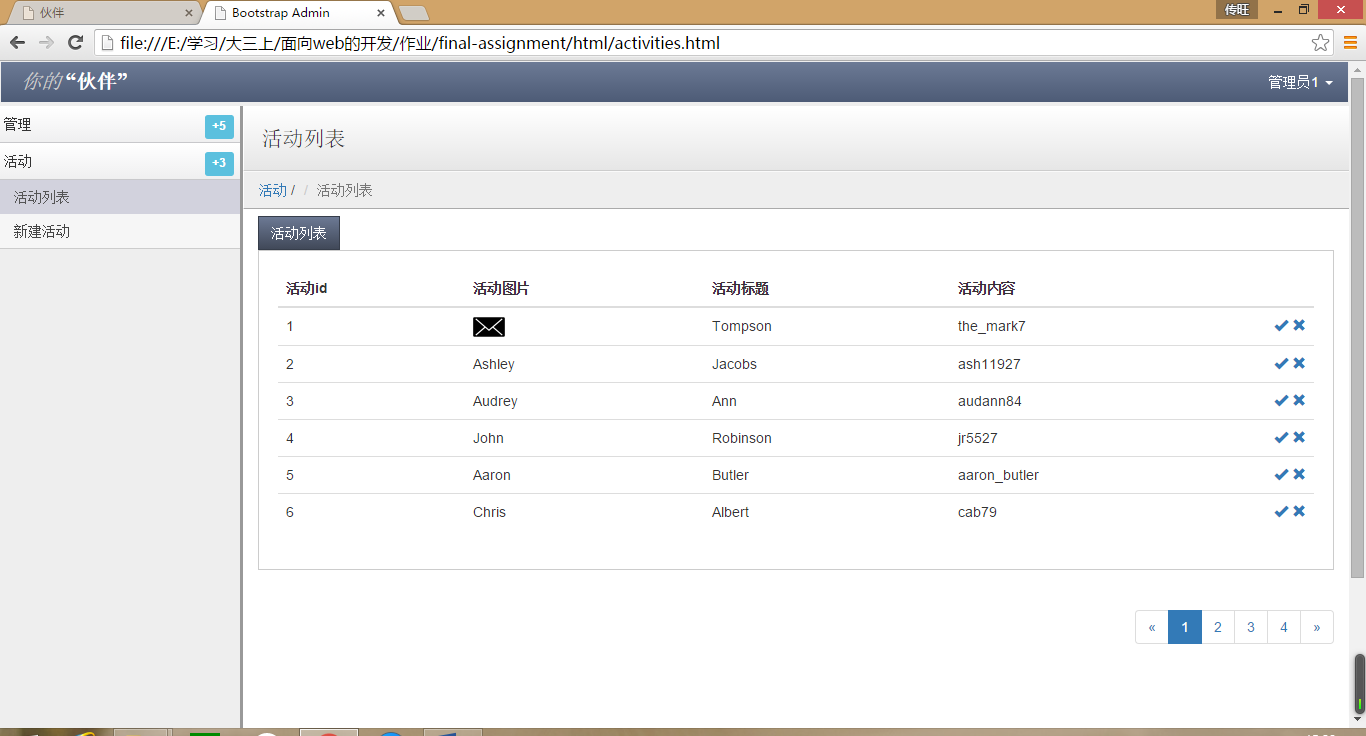 伙伴
Bootstrap Admin
传旺
file:///E:/学习/大三上/面向web的开发/作业/final-assignment/html/activities.html
你的“伙伴”
管理员1
管理 +5
活动 +3
活动列表
新建活动
活动列表
活动 / / 活动列表
活动列表
活动id 活动图片 活动标题 活动内容
1 Tompson the_mark7
2 Ashley Jacobs ash11927
3 Audrey Ann audann84
4 John Robinson jr5527
5 Aaron Butler aaron_butler
6 Chris Albert cab79
« 1 2 3 4 »